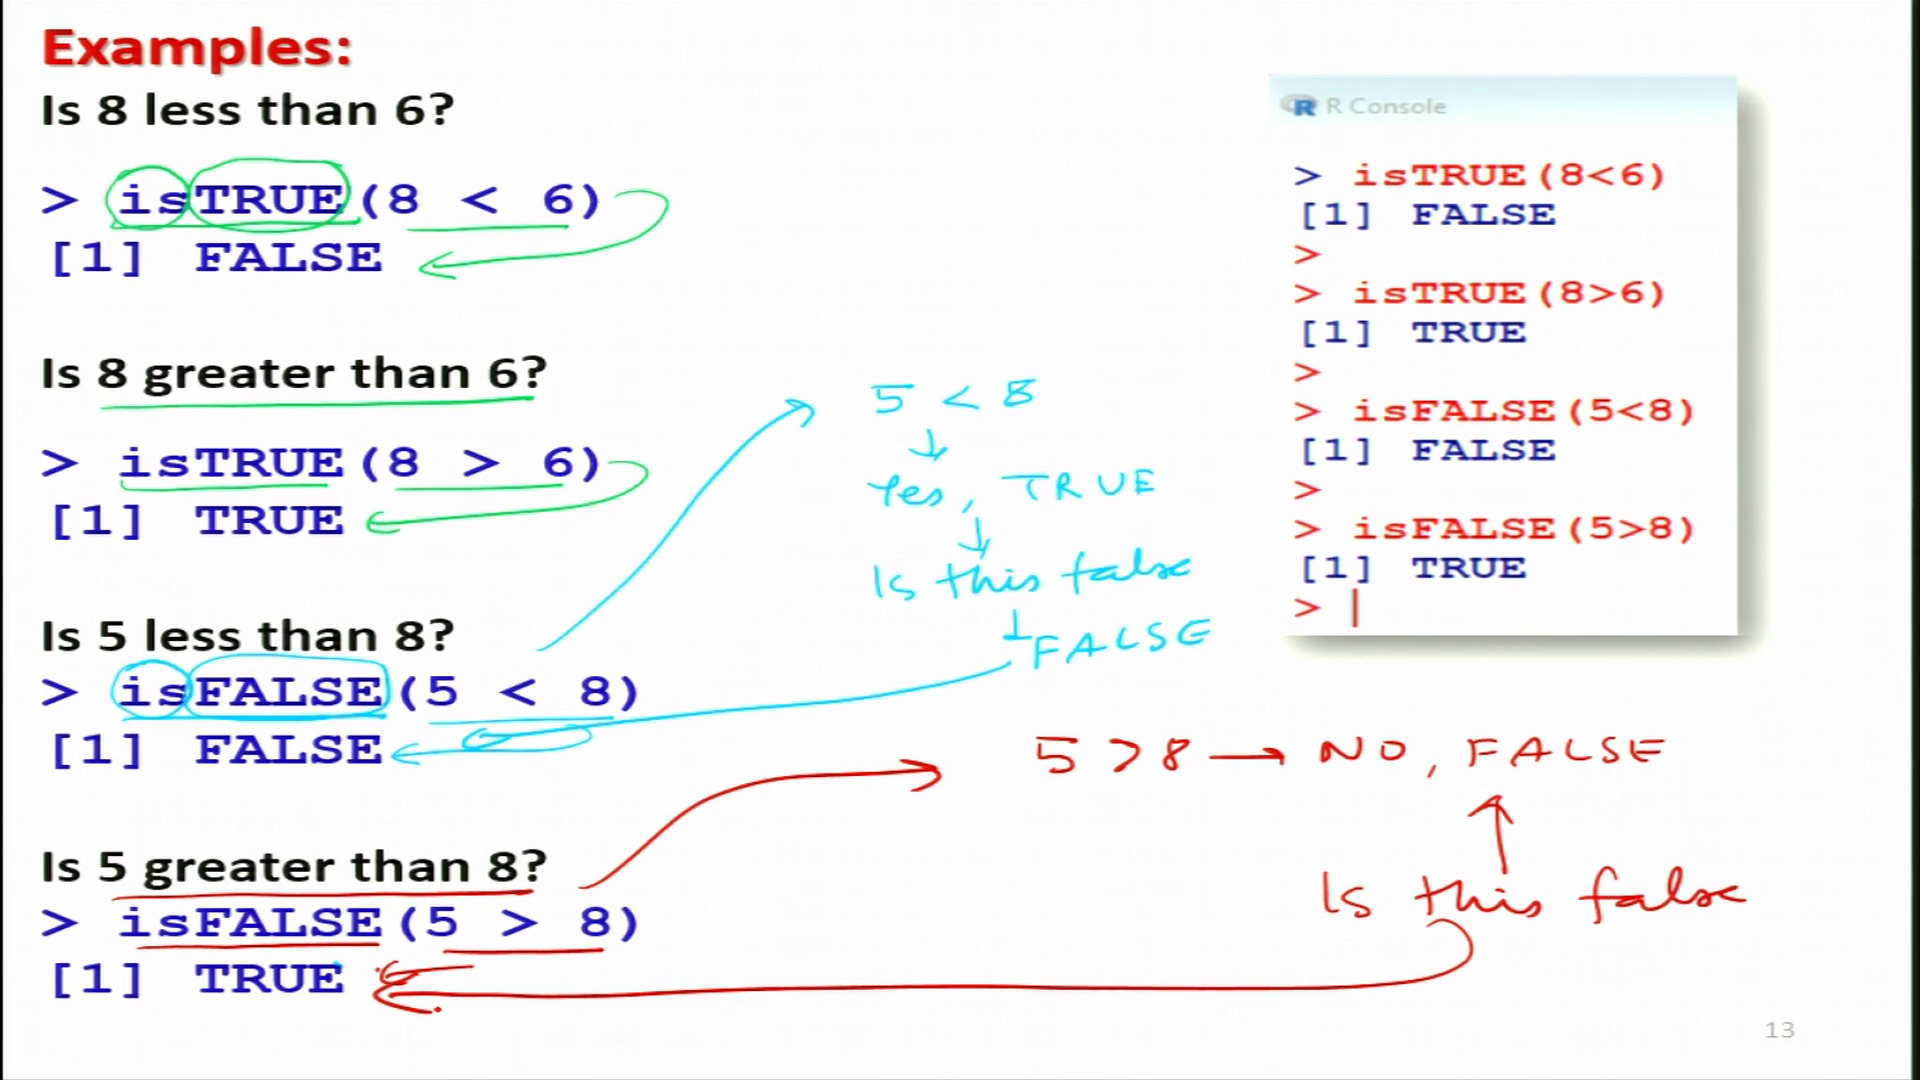 Examples:
Is 8 less than 6?
> isTRUE(8 < 6)
[1] FALSE
Is 8 greater than 6?
> isTRUE(8 > 6)
[1] TRUE
Is 5 less than 8?
> isFALSE(5 < 8)
[1] FALSE
Is 5 greater than 8?
> isFALSE(5 > 8)
[1] TRUE
5 < 8
Yes, TRUE
Is this false
FALSE
5 > 8 → NO, FALSE
Is this false
R Console
> isTRUE(8<6)
[1] FALSE
>
> isTRUE(8>6)
[1] TRUE
>
> isFALSE(5<8)
[1] FALSE
>
> isFALSE(5>8)
[1] TRUE
>
13